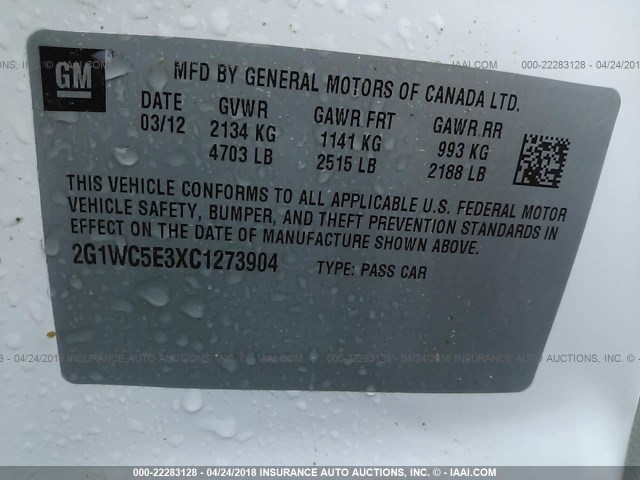 GM
MFD BY GENERAL MOTORS OF CANADA LTD.
DATE GVWR GAWR FRT GAWR RR
03/12 2134 KG 1141 KG 993 KG
4703 LB 2515 LB 2188 LB
THIS VEHICLE CONFORMS TO ALL APPLICABLE U.S. FEDERAL MOTOR
VEHICLE SAFETY, BUMPER, AND THEFT PREVENTION STANDARDS IN
EFFECT ON THE DATE OF MANUFACTURE SHOWN ABOVE.
2G1WC5E3XC1273904 TYPE: PASS CAR
000-22283128 - 04/24/2018 INSURANCE AUTO AUCTIONS, INC. - © IAAI.COM